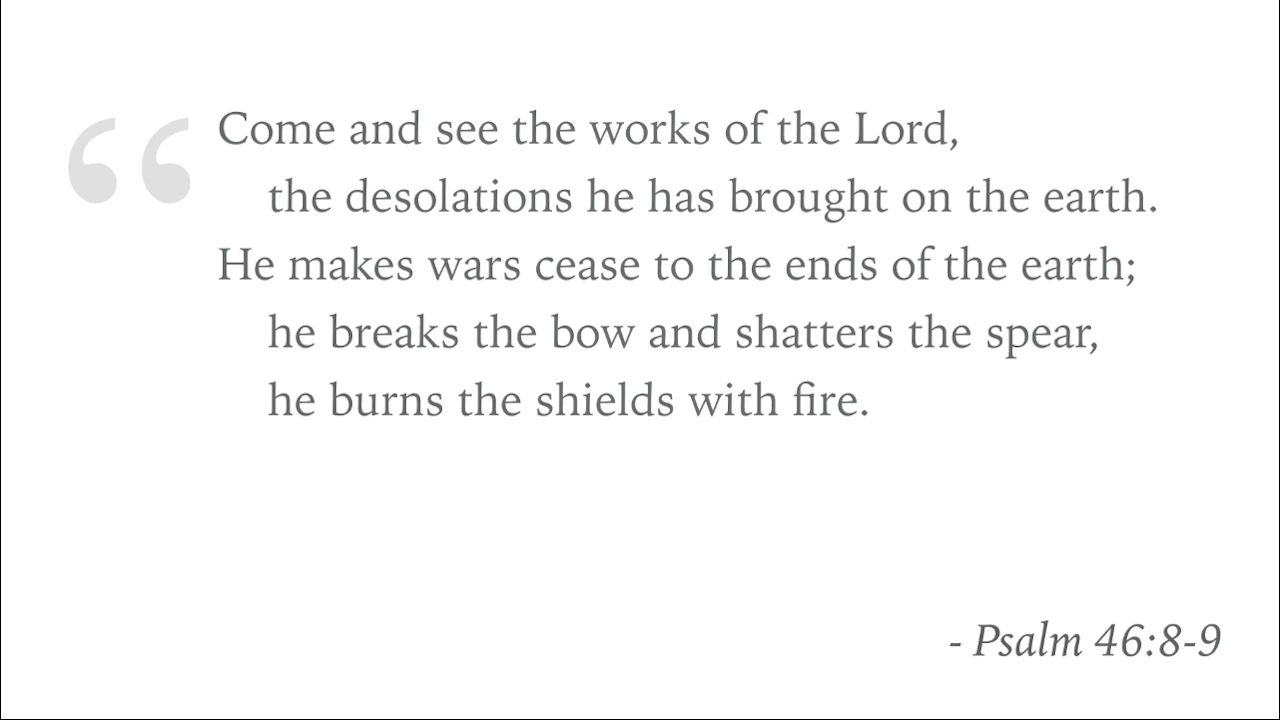 “
Come and see the works of the Lord,
the desolations he has brought on the earth.
He makes wars cease to the ends of the earth;
he breaks the bow and shatters the spear,
he burns the shields with fire.
- Psalm 46:8-9